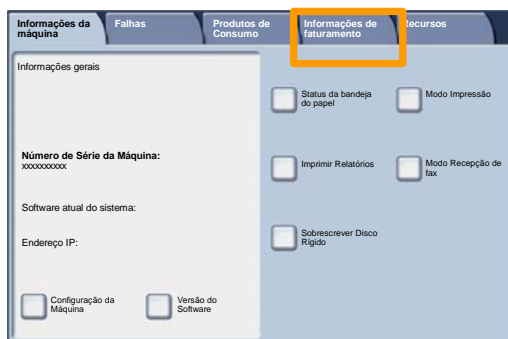 Informações da máquina
Falhas
Produtos de Consumo
Informações de faturamento
Recursos
Informações gerais
Número de Série da Máquina:
xxxxxxxxx
Software atual do sistema:
Endereço IP:
Configuração da Máquina
Versão do Software
Status da bandeja do papel
Modo Impressão
Imprimir Relatórios
Modo Recepção de fax
Sobrescrever Disco Rígido